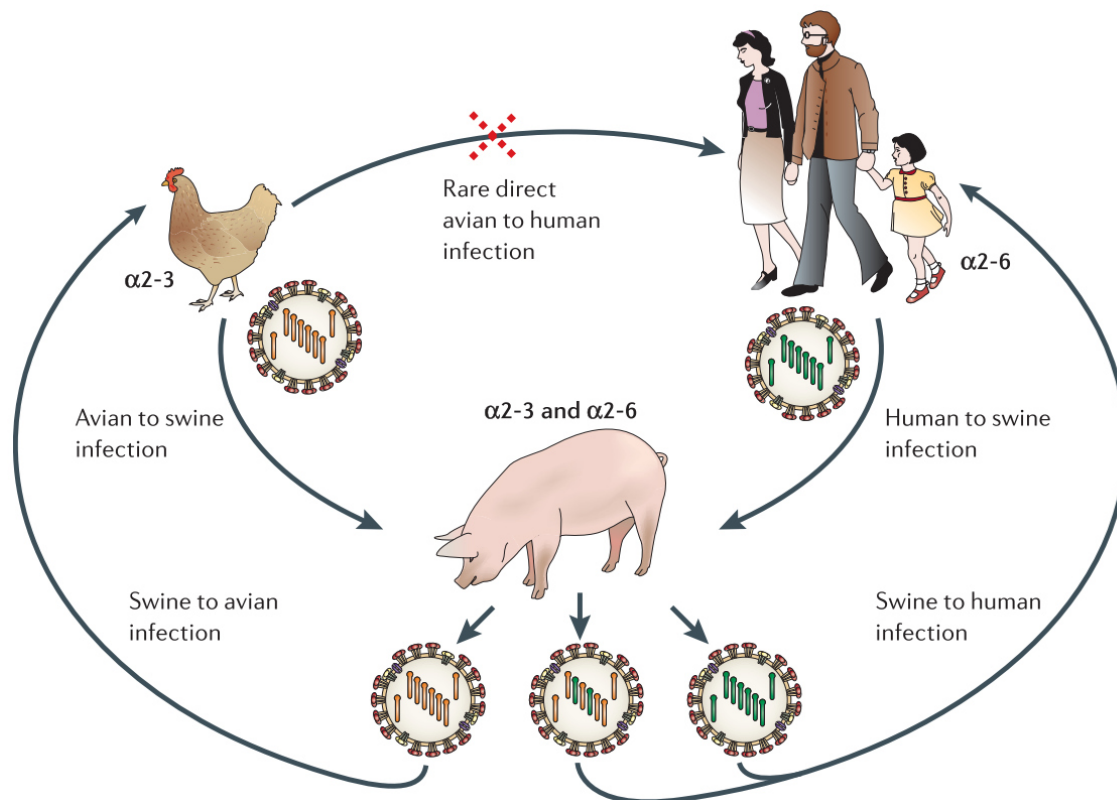 Rare direct
avian to human
infection
α2-3
α2-6
Avian to swine
infection
α2-3 and α2-6
Human to swine
infection
Swine to avian
infection
Swine to human
infection